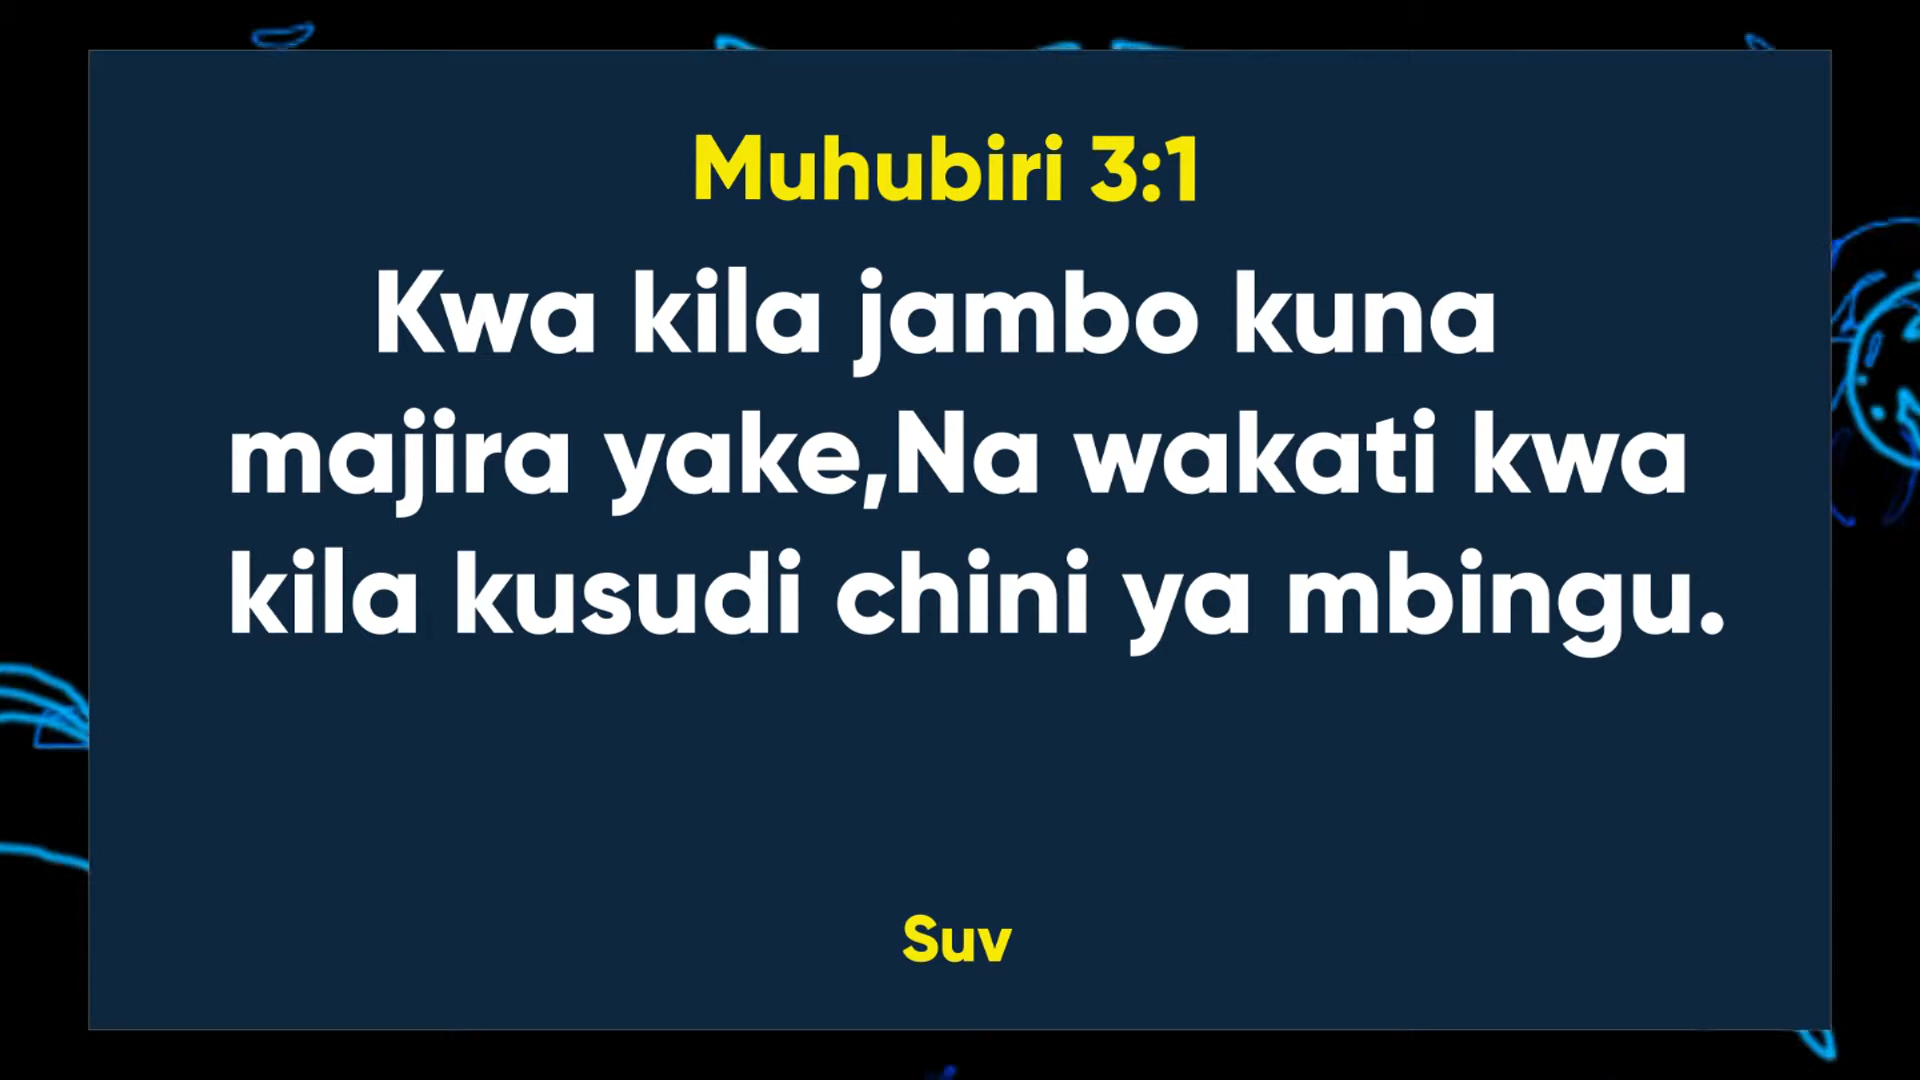 Muhubiri 3:1
Kwa kila jambo kuna
majira yake,Na wakati kwa
kila kusudi chini ya mbingu.
Suv